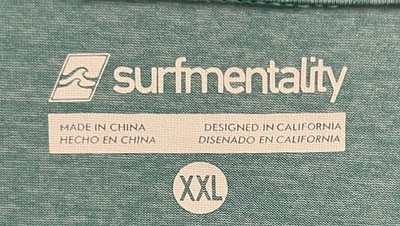 surfmentality
MADE IN CHINA DESIGNED IN CALIFORNIA
HECHO EN CHINA DISENADO EN CALIFORNIA
XXL